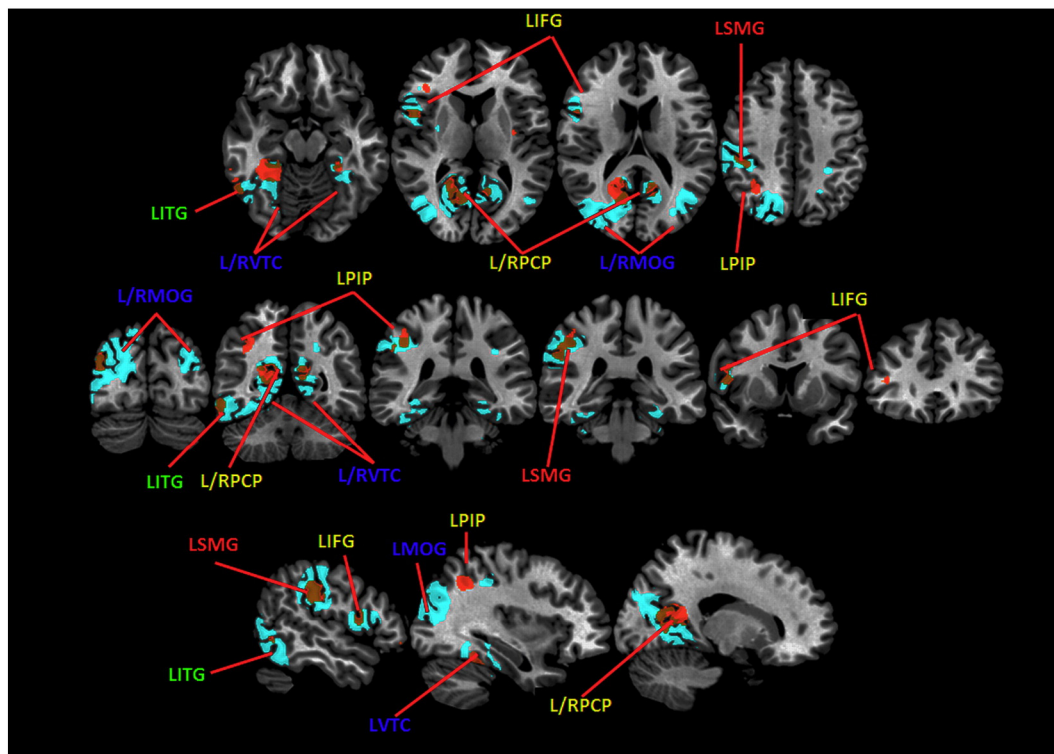 LIFG
LSMG
LITG
L/RVTC
L/RPCP
L/RMOG
LPIP
L/RMOG
LPIP
LIFG
LITG
L/RPCP
L/RVTC
LSMG
LSMG
LIFG
LMOG
LPIP
LITG
LVTC
L/RPCP